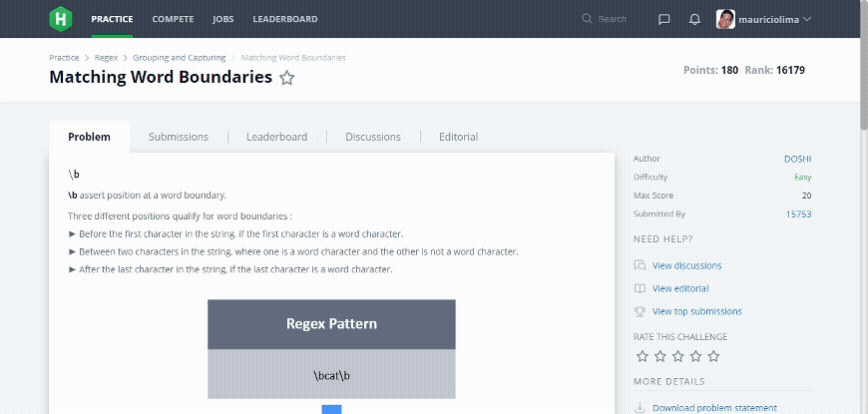 H PRACTICE COMPETE JOBS LEADERBOARD Search mauriciolima
Practice > Regex > Grouping and Capturing > Matching Word Boundaries
Matching Word Boundaries
Points: 180 Rank: 16179
Problem Submissions Leaderboard Discussions Editorial
\b
\b assert position at a word boundary.
Three different positions qualify for word boundaries :
► Before the first character in the string, if the first character is a word character.
► Between two characters in the string, where one is a word character and the other is not a word character.
► After the last character in the string, if the last character is a word character.
Regex Pattern
\bcat\b
Author DOSHI
Difficulty Easy
Max Score 20
Submitted By 15753
NEED HELP?
View discussions
View editorial
View top submissions
RATE THIS CHALLENGE
MORE DETAILS
Download problem statement